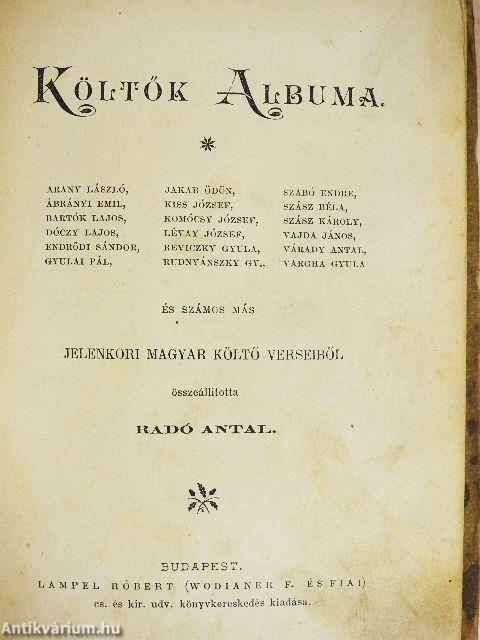 KÖLTŐK ALBUMA.
ARANY LÁSZLÓ,
ÁBRÁNYI EMIL,
BARTÓK LAJOS,
DÓCZY LAJOS,
ENDRŐDI SÁNDOR,
GYULAI PÁL,
JAKAB ÖDÖN,
KISS JÓZSEF,
KOMÓCSY JÓZSEF,
LÉVAY JÓZSEF,
REVICZKY GYULA,
RUDNYÁNSZKY GY.,
SZABÓ ENDRE,
SZÁSZ BÉLA,
SZÁSZ KÁROLY,
VAJDA JÁNOS,
VÁRADY ANTAL,
VARGHA GYULA
ÉS SZÁMOS MÁS
JELENKORI MAGYAR KÖLTŐ VERSEIBŐL
összeállitotta
RADÓ ANTAL.
BUDAPEST.
LAMPEL RÓBERT (WODIANER F. ÉS FIAI)
cs. és kir. udv. könyvkereskedés kiadása.
Antikvárium.hu